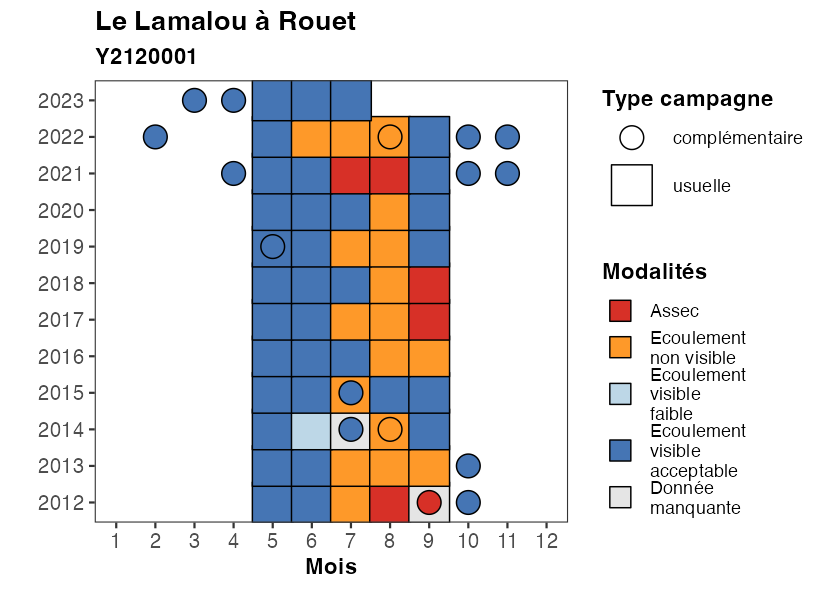 Le Lamalou à Rouet
Y2120001
2023
2022
2021
2020
2019
2018
2017
2016
2015
2014
2013
2012
1 2 3 4 5 6 7 8 9 10 11 12
Mois
Type campagne
complémentaire
usuelle
Modalités
Assec
Ecoulement
non visible
Ecoulement
visible
faible
Ecoulement
visible
acceptable
Donnée
manquante